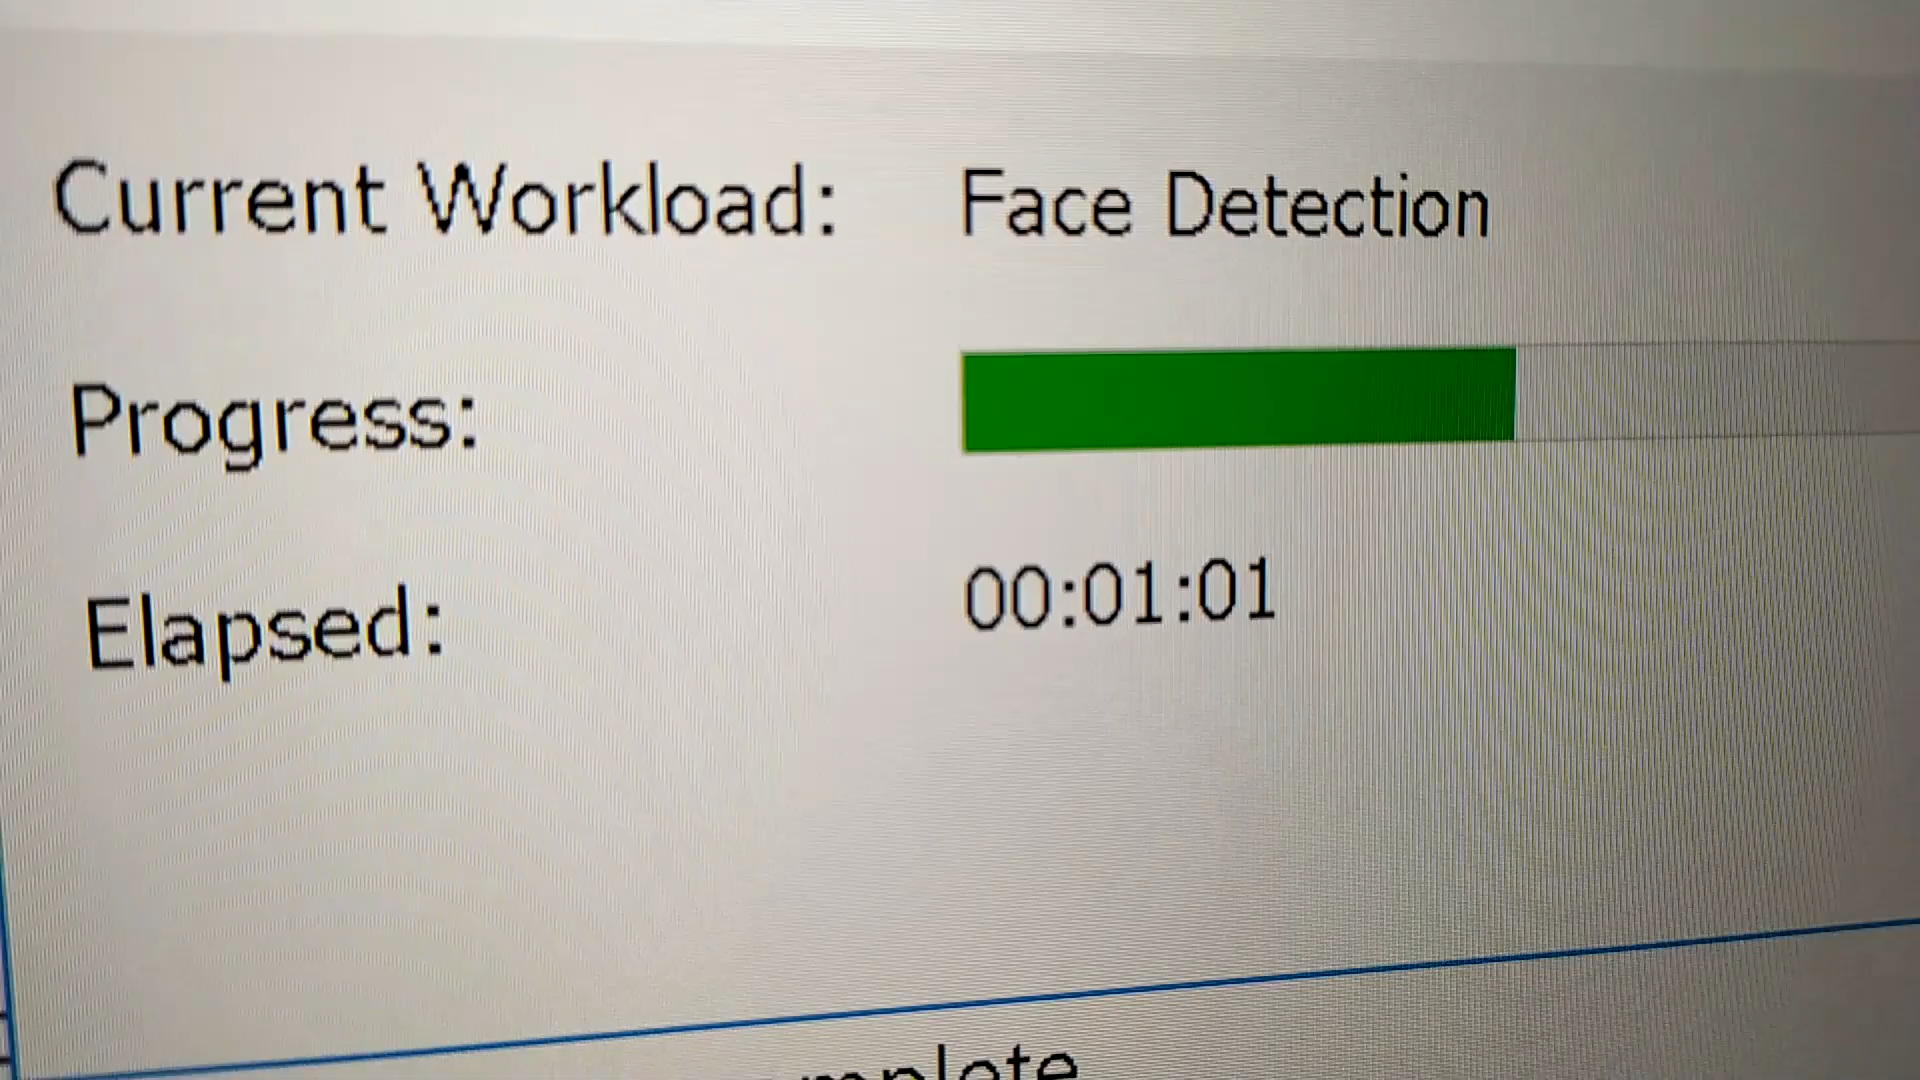 Current Workload: Face Detection
Progress:
Elapsed: 00:01:01